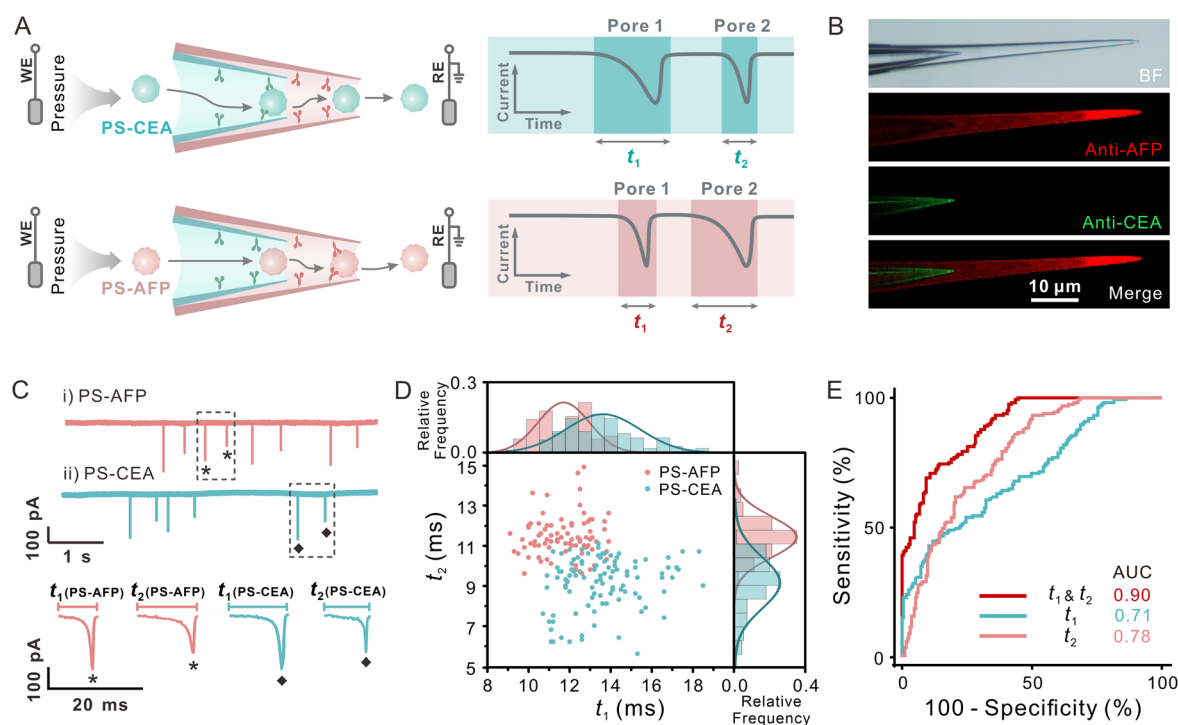 A
WE
Pressure
PS-CEA
RE
Pore 1
Pore 2
Current
Time
t1
t2
WE
Pressure
PS-AFP
RE
Pore 1
Pore 2
Current
Time
t1
t2
B
BF
Anti-AFP
Anti-CEA
10 µm
Merge
C
i) PS-AFP
* *
ii) PS-CEA
100 pA
1 s
t1(PS-AFP) t2(PS-AFP) t1(PS-CEA) t2(PS-CEA)
100 pA
* *
20 ms
D
0.3
Relative
Frequency
0.0
15
PS-AFP
PS-CEA
13
11
t2 (ms)
9
7
5
8 10 12 14 16 18
t1 (ms)
0.0 0.4
Relative
Frequency
E
100
Sensitivity (%)
50
0
AUC
t1 & t2 0.90
t1 0.71
t2 0.78
0 50 100
100 - Specificity (%)